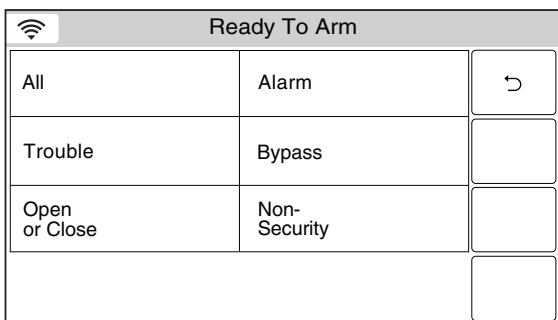 Ready To Arm
All
Alarm
Trouble
Bypass
Open
or Close
Non-
Security